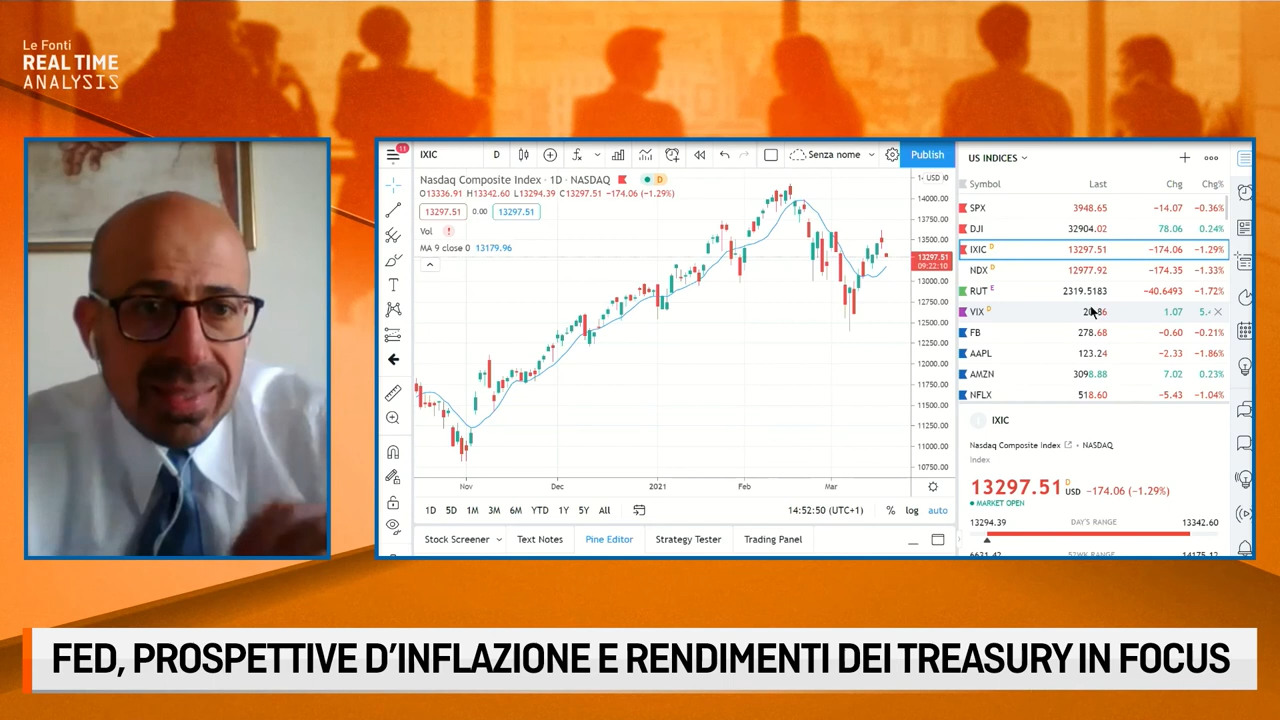 Le Fonti
REAL TIME
ANALYSIS
11
IXIC
D
Senza nome
Publish
Nasdaq Composite Index · 1D · NASDAQ
D
O13336.91 H13342.60 L13294.39 C13297.51 −174.06 (−1.29%)
13297.51 0.00 13297.51
Vol
MA 9 close 0 13179.96
14000.00
13750.00
13500.00
13297.51
09:22:10
13000.00
12750.00
12500.00
12250.00
12000.00
11750.00
11500.00
11250.00
11000.00
10750.00
Nov Dec 2021 Feb Mar
1D 5D 1M 3M 6M YTD 1Y 5Y All
14:52:50 (UTC+1) % log auto
Stock Screener Text Notes Pine Editor Strategy Tester Trading Panel
US INDICES
Symbol Last Chg Chg%
SPX 3948.65 −14.07 −0.36%
DJI 32904.02 78.06 0.24%
IXIC D 13297.51 −174.06 −1.29%
NDX D 12977.92 −174.35 −1.33%
RUT E 2319.5183 −40.6493 −1.72%
VIX D 1.07
FB 278.68 −0.60 −0.21%
AAPL 123.24 −2.33 −1.86%
AMZN 3098.88 7.02 0.23%
NFLX 518.60 −5.43 −1.04%
IXIC
Nasdaq Composite Index • NASDAQ
Index
13297.51 D USD −174.06 (−1.29%)
MARKET OPEN
13294.39 DAY'S RANGE 13342.60
FED, PROSPETTIVE D'INFLAZIONE E RENDIMENTI DEI TREASURY IN FOCUS